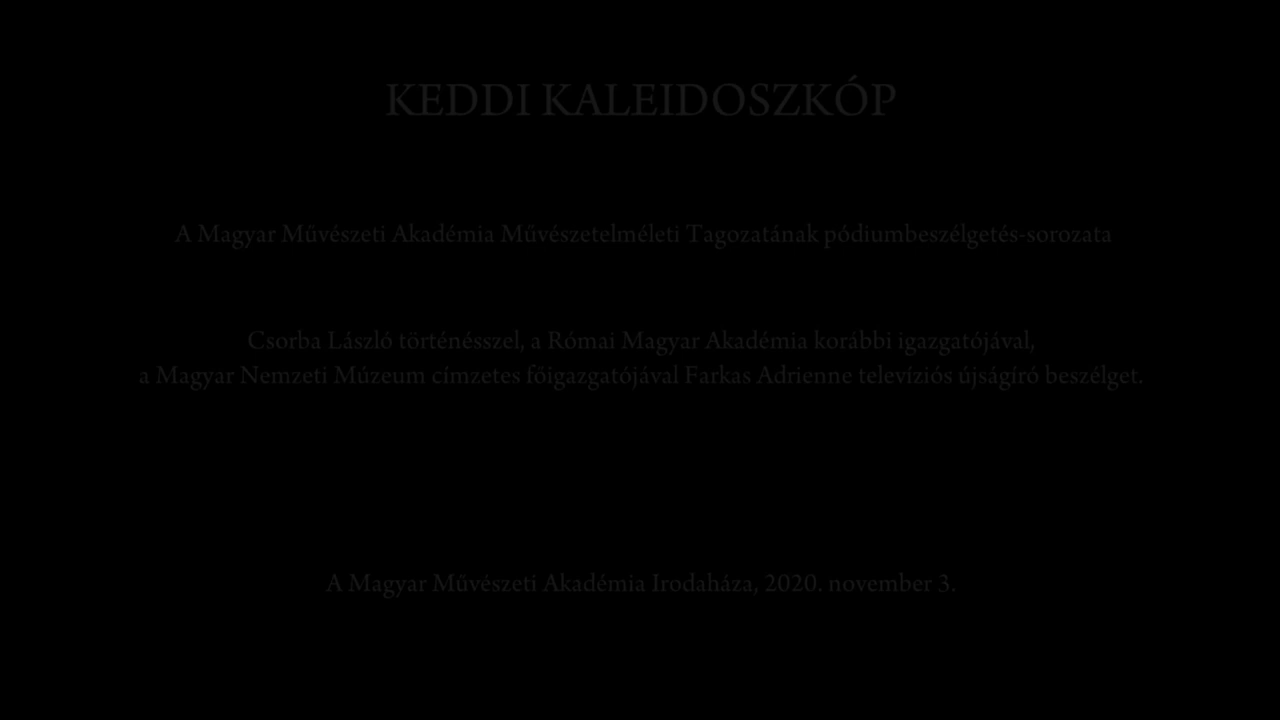 KEDDI KALEIDOSZKÓP
A Magyar Művészeti Akadémia Művészetelméleti Tagozatának pódiumbeszélgetés-sorozata
Csorba László történésszel, a Római Magyar Akadémia korábbi igazgatójával,
a Magyar Nemzeti Múzeum címzetes főigazgatójával Farkas Adrienne televíziós újságíró beszélget.
A Magyar Művészeti Akadémia Irodaháza, 2020. november 3.